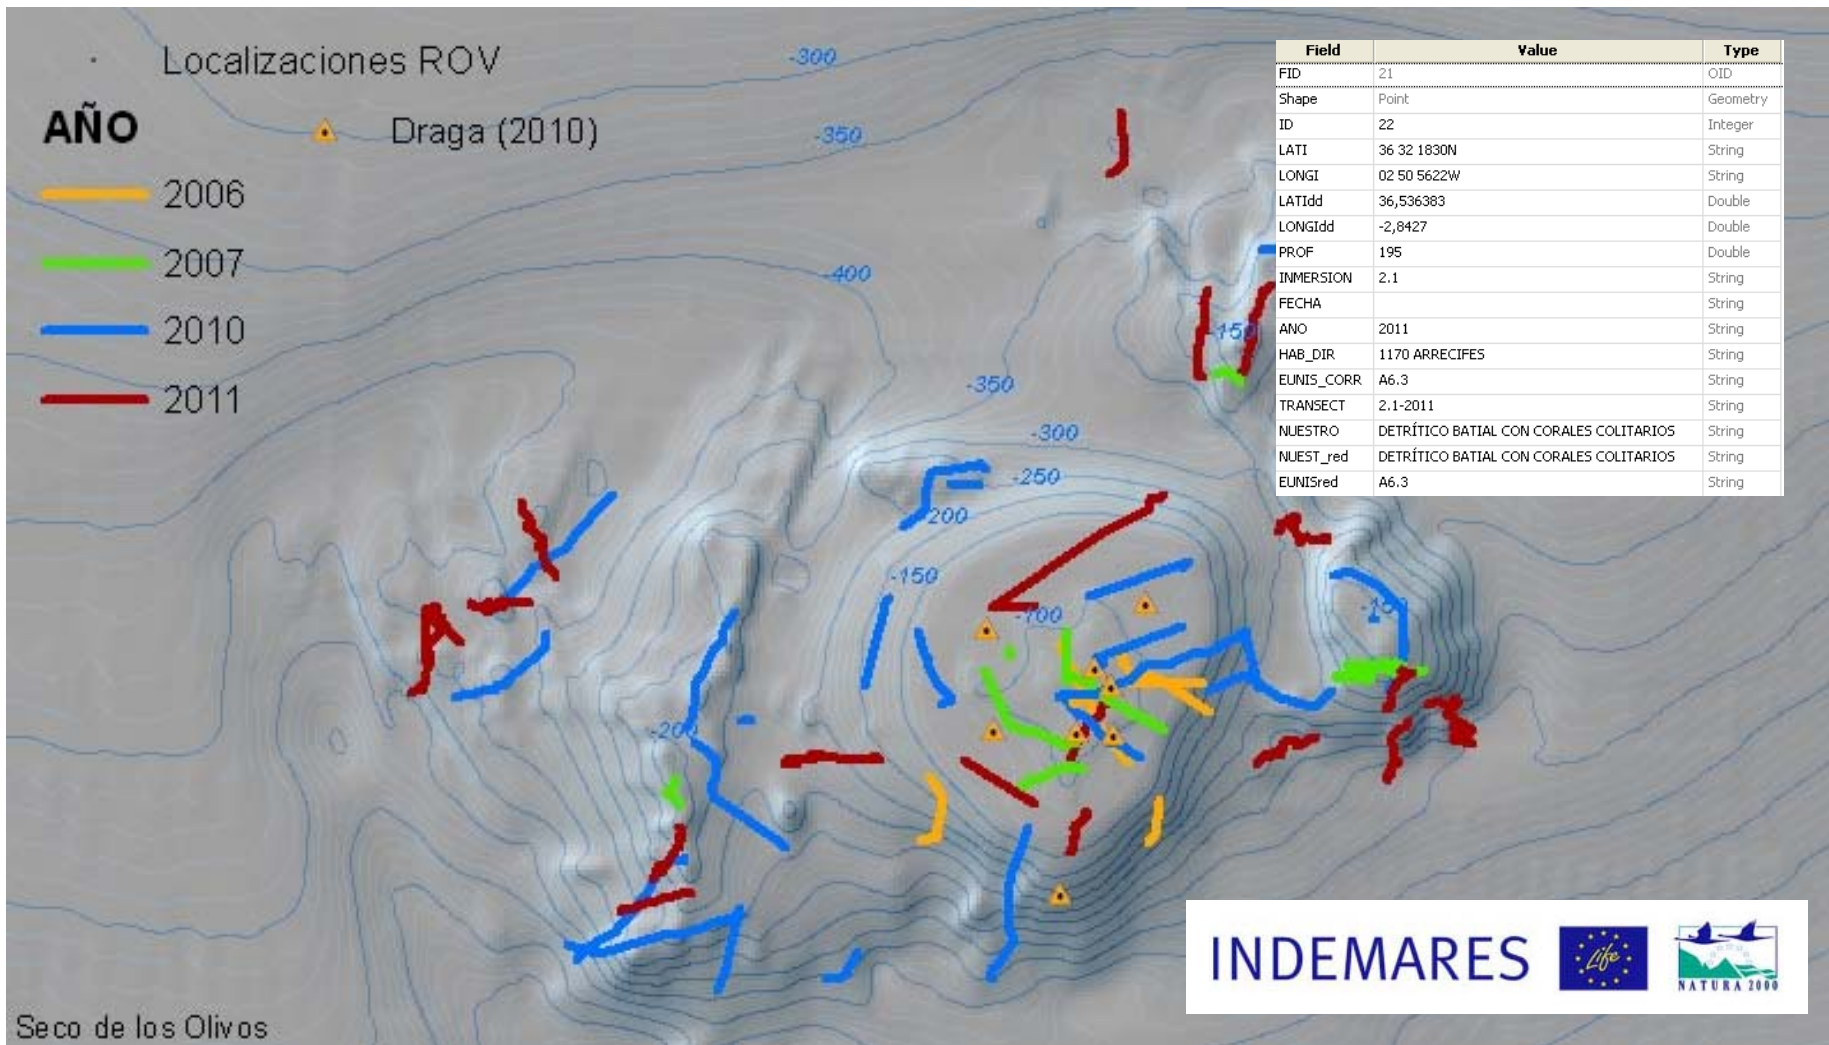 Localizaciones ROV
AÑO
Draga (2010)
2006
2007
2010
2011
-300
-350
-400
-350
-300
-250
200
-150
-100
-150
-150
-200
Field Value Type
FID 21 OID
Shape Point Geometry
ID 22 Integer
LATI 36 32 1830N String
LONGI 02 50 5622W String
LATIdd 36,536383 Double
LONGIdd -2,8427 Double
PROF 195 Double
INMERSION 2.1 String
FECHA String
ANO 2011 String
HAB_DIR 1170 ARRECIFES String
EUNIS_CORR A6.3 String
TRANSECT 2.1-2011 String
NUESTRO DETRÍTICO BATIAL CON CORALES COLITARIOS String
NUEST_red DETRÍTICO BATIAL CON CORALES COLITARIOS String
EUNISred A6.3 String
INDEMARES
Life
NATURA 2000
Seco de los Olivos